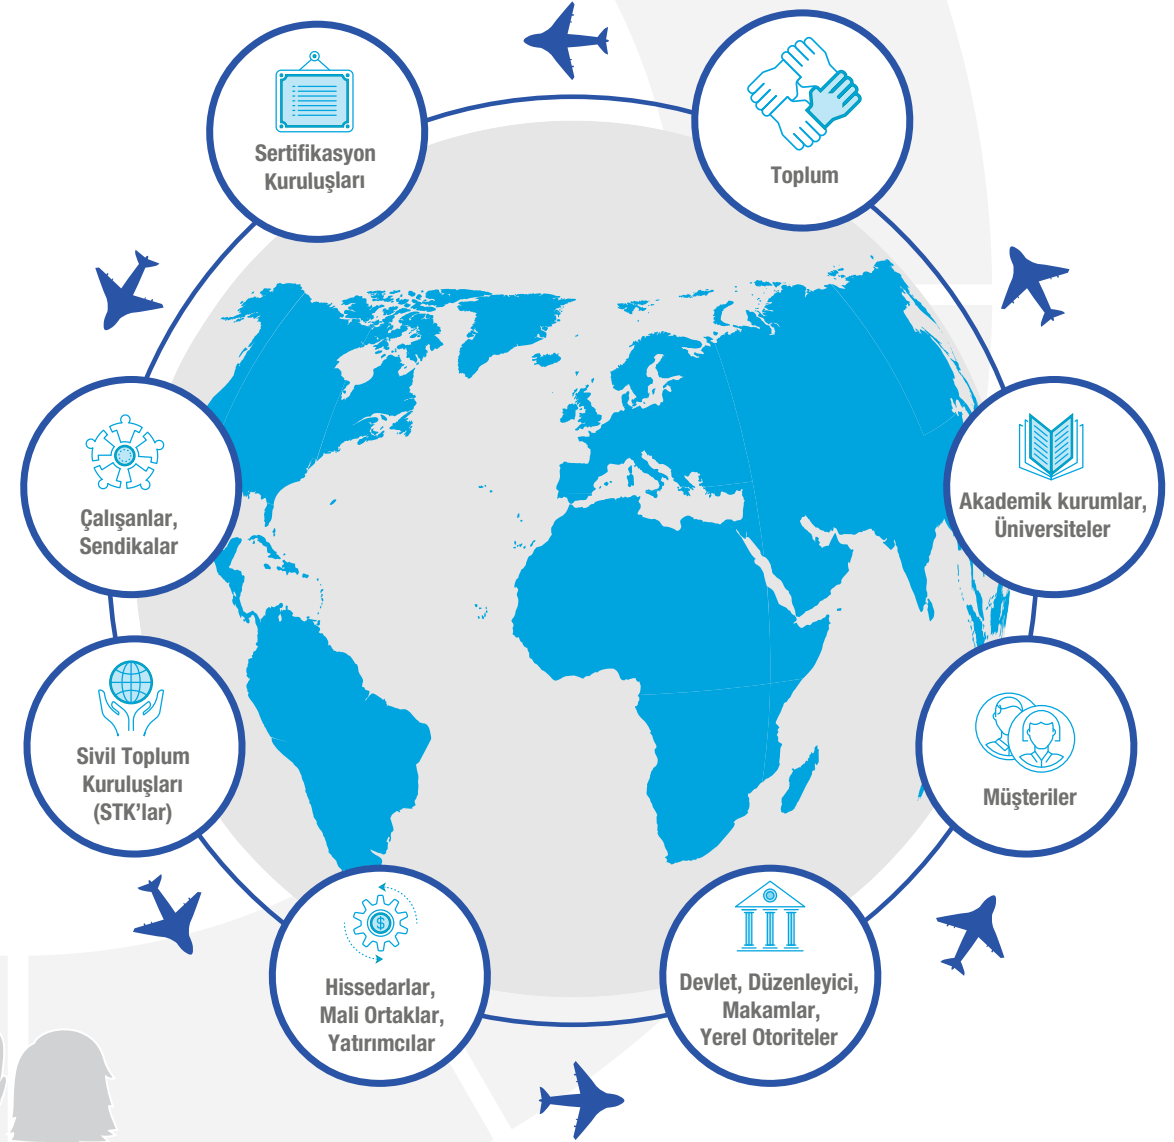 Sertifikasyon
Kuruluşları
Toplum
Çalışanlar,
Sendikalar
Akademik kurumlar,
Üniversiteler
Sivil Toplum
Kuruluşları
(STK’lar)
Müşteriler
$
Hissedarlar,
Mali Ortaklar,
Yatırımcılar
Devlet, Düzenleyici,
Makamlar,
Yerel Otoriteler